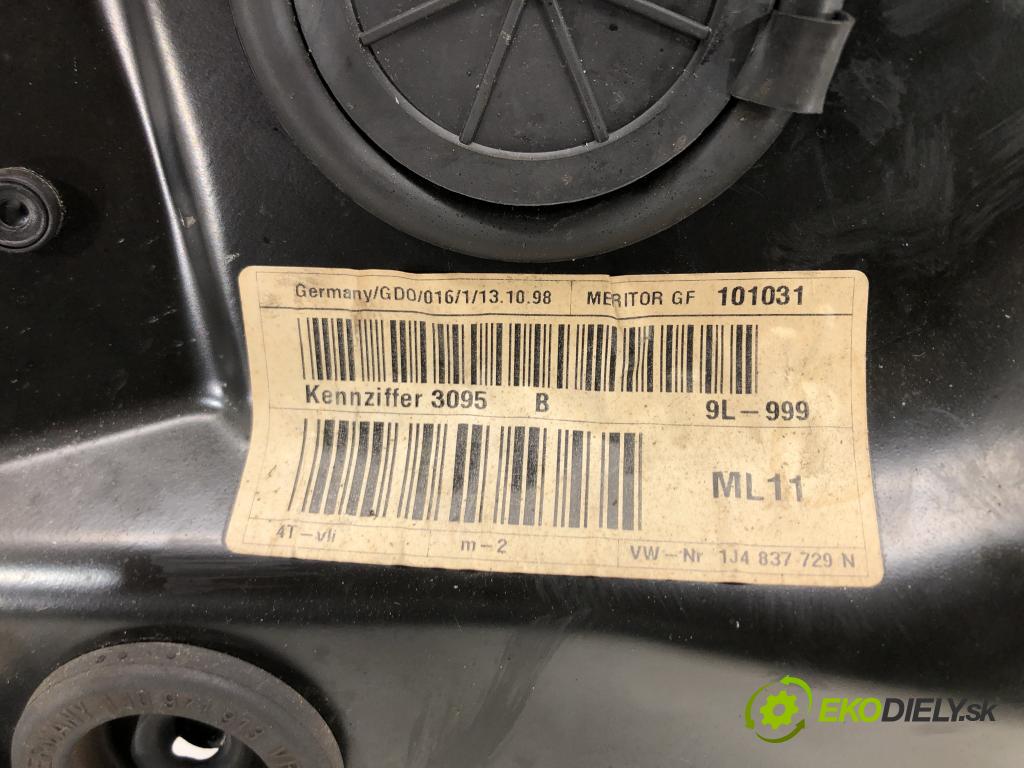 Germany/GDO/016/1/13.10.98 MERITOR GF 101031
Kennziffer 3095 B 9L-999
ML11
4T-vli m-2 VW-Nr 1J4 837 729 N
EKODIELY.sk